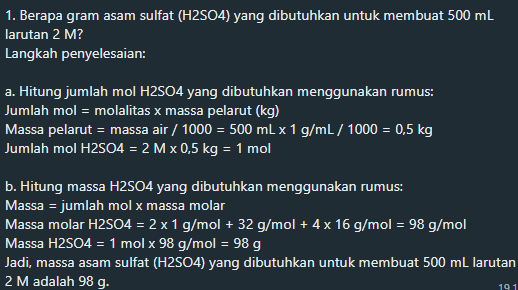 1. Berapa gram asam sulfat (H2SO4) yang dibutuhkan untuk membuat 500 mL
larutan 2 M?
Langkah penyelesaian:
a. Hitung jumlah mol H2SO4 yang dibutuhkan menggunakan rumus:
Jumlah mol = molalitas x massa pelarut (kg)
Massa pelarut = massa air / 1000 = 500 mL x 1 g/mL / 1000 = 0,5 kg
Jumlah mol H2SO4 = 2 M x 0,5 kg = 1 mol
b. Hitung massa H2SO4 yang dibutuhkan menggunakan rumus:
Massa = jumlah mol x massa molar
Massa molar H2SO4 = 2 x 1 g/mol + 32 g/mol + 4 x 16 g/mol = 98 g/mol
Massa H2SO4 = 1 mol x 98 g/mol = 98 g
Jadi, massa asam sulfat (H2SO4) yang dibutuhkan untuk membuat 500 mL larutan
2 M adalah 98 g.